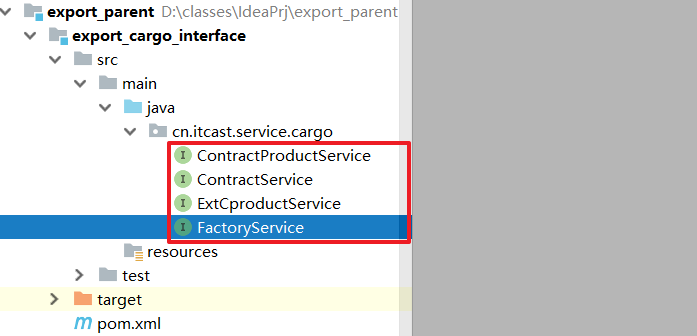 export_parent D:\classes\IdeaPrj\export_parent
export_cargo_interface
src
main
java
cn.itcast.service.cargo
I ContractProductService
I ContractService
I ExtCproductService
I FactoryService
resources
test
target
m pom.xml